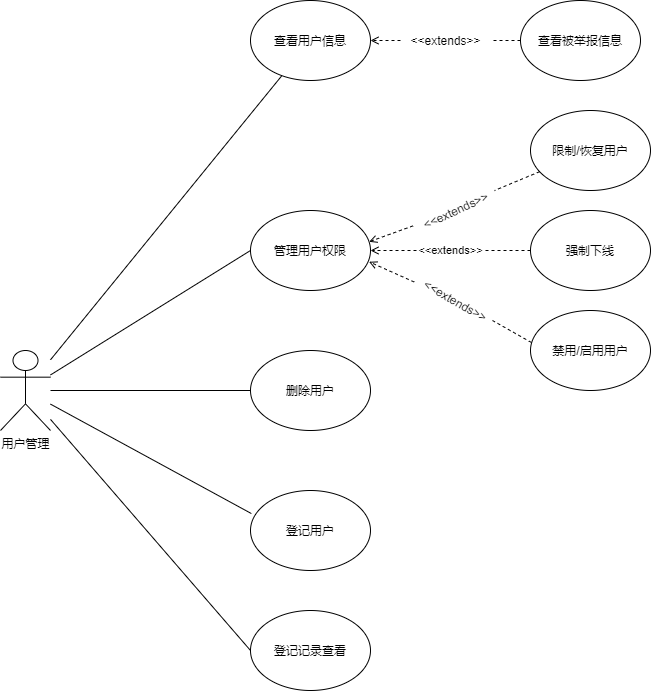 查看用户信息
<<extends>>
查看被举报信息
限制/恢复用户
<<extends>>
管理用户权限
<<extends>>
强制下线
<<extends>>
禁用/启用用户
删除用户
用户管理
登记用户
登记记录查看